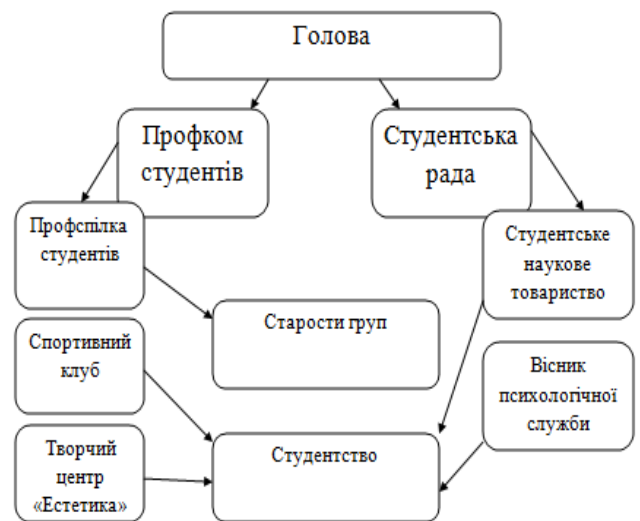 Голова
Профком
студентів
Студентська
рада
Профспілка
студентів
Студентське
наукове
товариство
Старости груп
Спортивний
клуб
Вісник
психологічної
служби
Студентство
Творчий
центр
«Естетика»